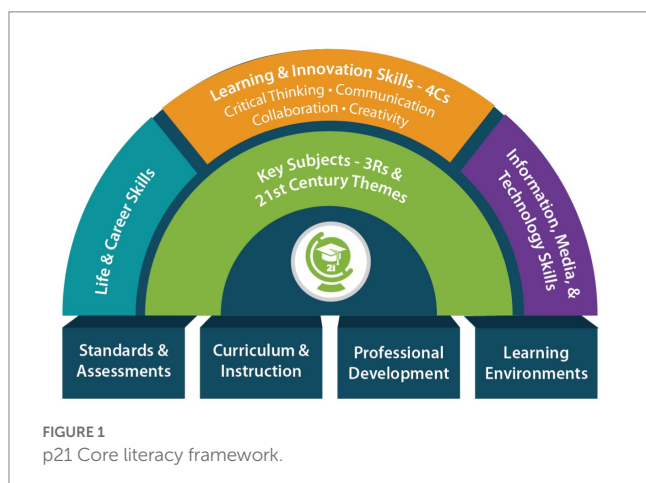 Learning & Innovation Skills - 4Cs
Critical Thinking • Communication
Collaboration • Creativity
Life & Career Skills
Key Subjects - 3Rs &
21st Century Themes
Information, Media, &
Technology Skills
21
Standards &
Assessments
Curriculum &
Instruction
Professional
Development
Learning
Environments
FIGURE 1
p21 Core literacy framework.